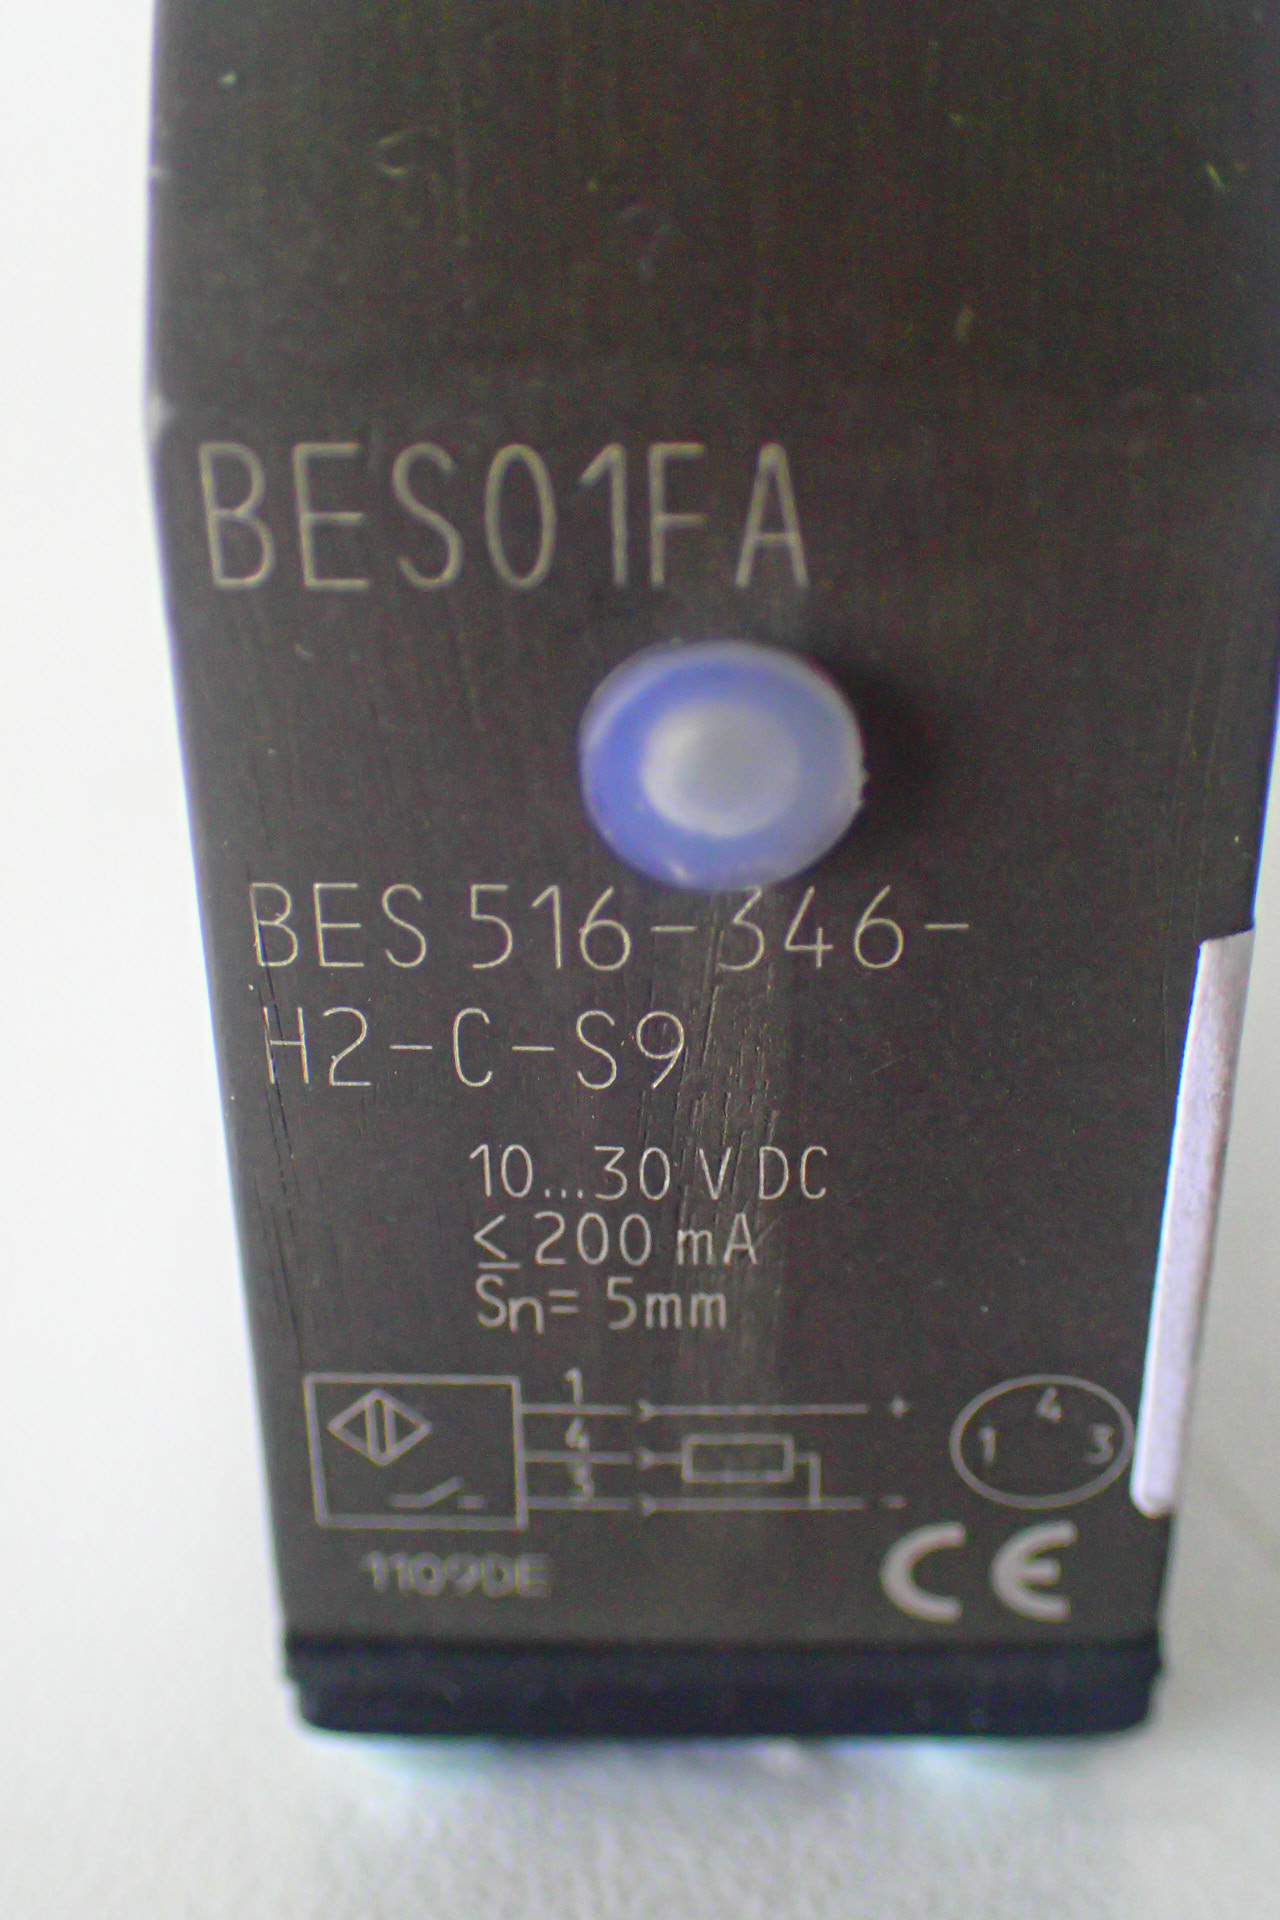 BES01FA
BES 516-346-
H2-C-S9
10...30 V DC
≤ 200 mA
Sn= 5mm
1
4
3
+
-
4
1 3
1109DE
CE